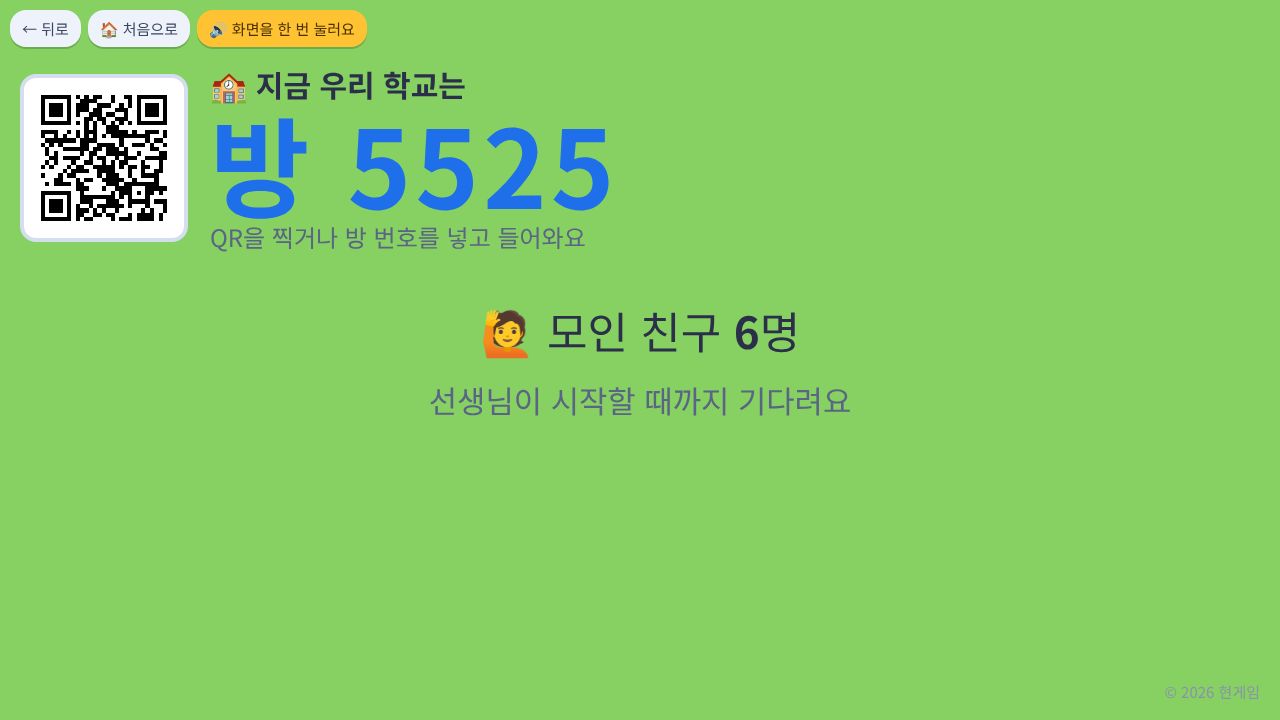 ← 뒤로
🏠 처음으로
🔊 화면을 한 번 눌러요
🏫 지금 우리 학교는
방 5525
QR을 찍거나 방 번호를 넣고 들어와요
🙋 모인 친구 6명
선생님이 시작할 때까지 기다려요
© 2026 현게임